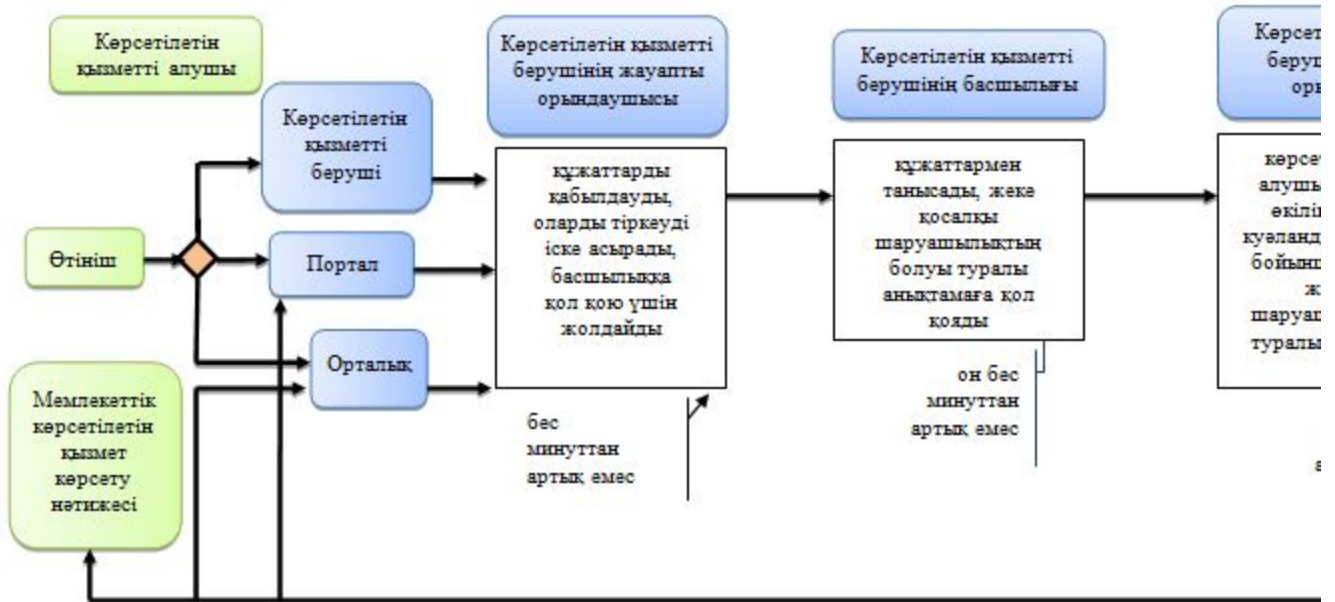 Көрсетілетін
қызметті алушы
Көрсетілетін
қызметті
беруші
Өтініш
Портал
Орталық
Мемлекеттік
көрсетілетін
қызмет
көрсету
нәтижесі
Көрсетілетін қызметті
берушінің жауапты
орындаушысы
құжаттарды
қабылдауды,
оларды тіркеуді
іске асырады,
басшылыққа
қол қою үшін
жолдайды
бес
минуттан
артық емес
Көрсетілетін қызметті
берушінің басшылығы
құжаттармен
танысады, жеке
қосалқы
шаруашылықтың
болуы туралы
анықтамаға қол
қояды
он бес
минуттан
артық емес
туралы